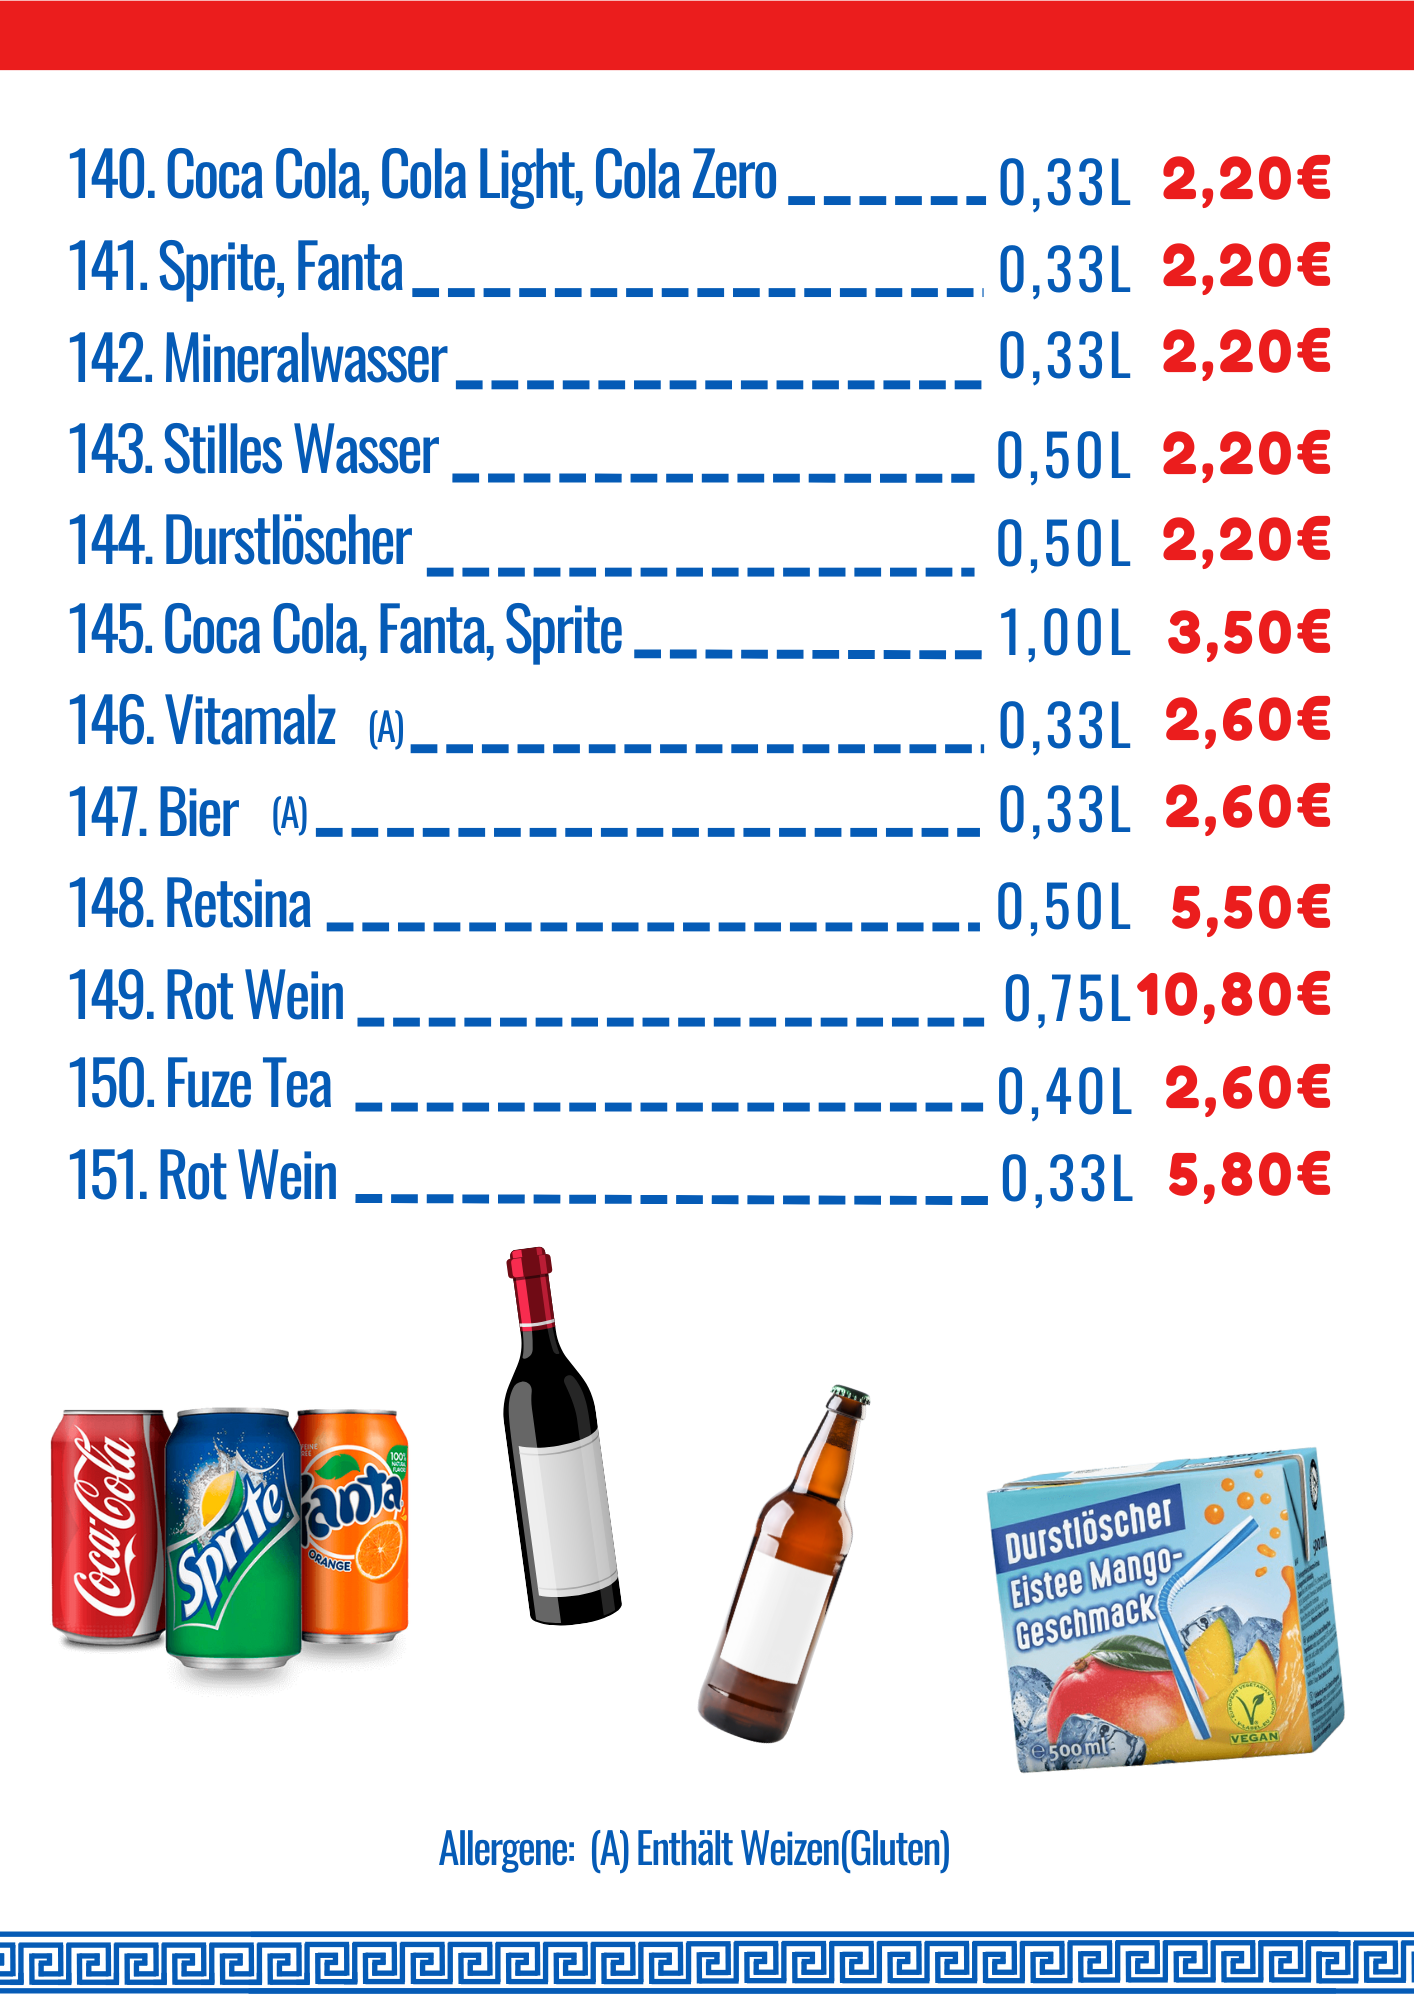 140. Coca Cola, Cola Light, Cola Zero 0,33L 2,20€
141. Sprite, Fanta 0,33L 2,20€
142. Mineralwasser 0,33L 2,20€
143. Stilles Wasser 0,50L 2,20€
144. Durstlöscher 0,50L 2,20€
145. Coca Cola, Fanta, Sprite 1,00L 3,50€
146. Vitamalz (A) 0,33L 2,60€
147. Bier (A) 0,33L 2,60€
148. Retsina 0,50L 5,50€
149. Rot Wein 0,75L 10,80€
150. Fuze Tea 0,40L 2,60€
151. Rot Wein 0,33L 5,80€
Coca-Cola
Sprite
Fanta
ORANGE
100%
NATURAL
Durstlöscher
Eistee Mango-
Geschmack
VEGAN
e 500 ml
Allergene: (A) Enthält Weizen(Gluten)